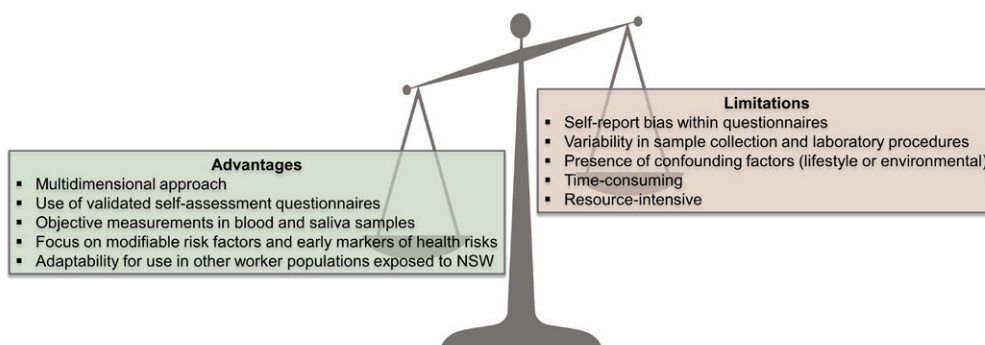 Advantages
▪ Multidimensional approach
▪ Use of validated self-assessment questionnaires
▪ Objective measurements in blood and saliva samples
▪ Focus on modifiable risk factors and early markers of health risks
▪ Adaptability for use in other worker populations exposed to NSW
Limitations
▪ Self-report bias within questionnaires
▪ Variability in sample collection and laboratory procedures
▪ Presence of confounding factors (lifestyle or environmental)
▪ Time-consuming
▪ Resource-intensive